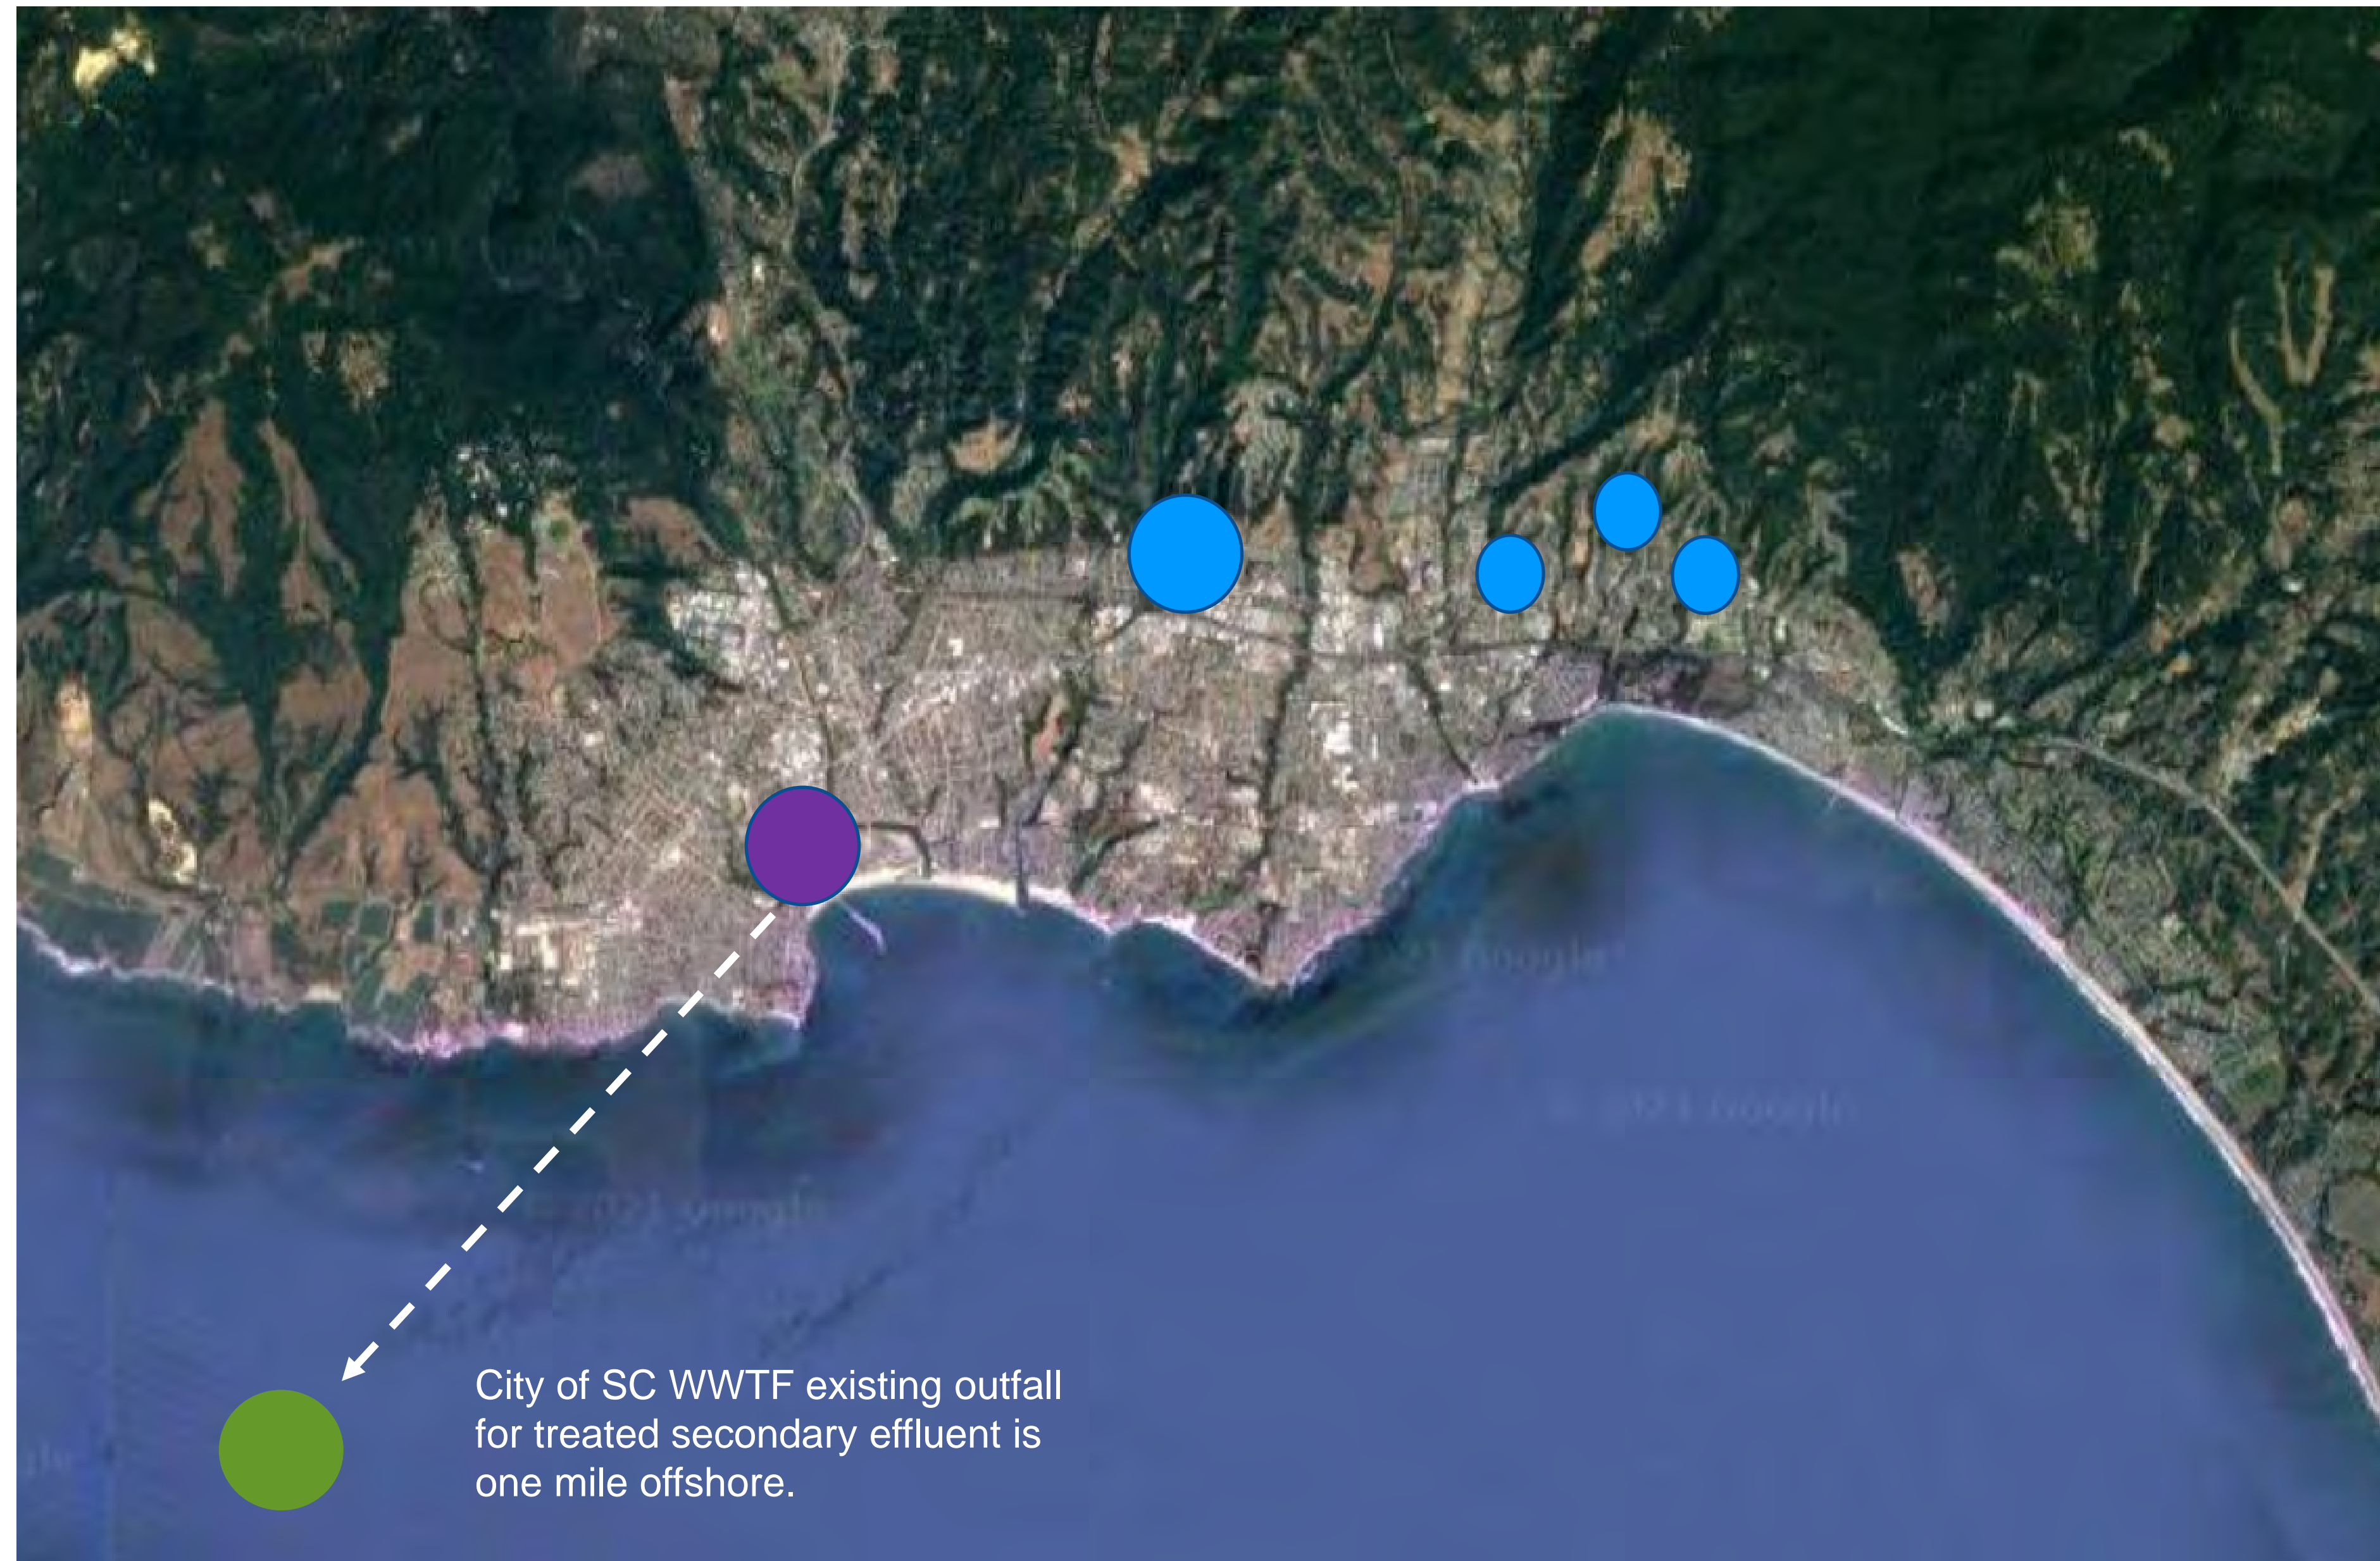 City of SC WWTF existing outfall
for treated secondary effluent is
one mile offshore.